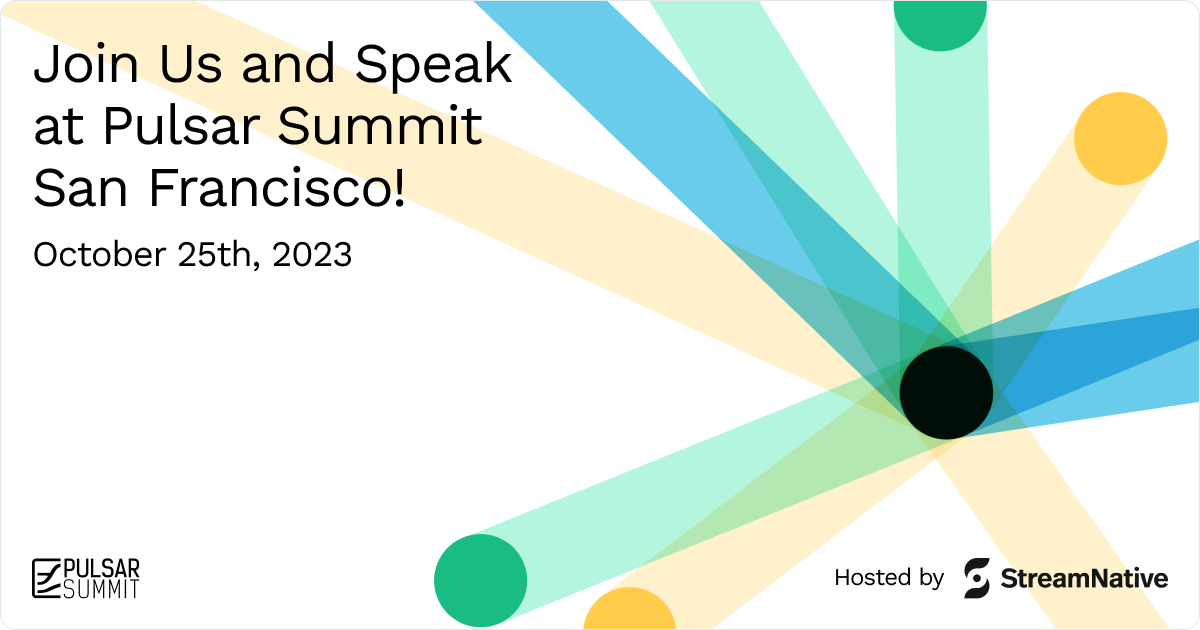 Join Us and Speak
at Pulsar Summit
San Francisco!
October 25th, 2023
PULSAR
SUMMIT
Hosted by StreamNative